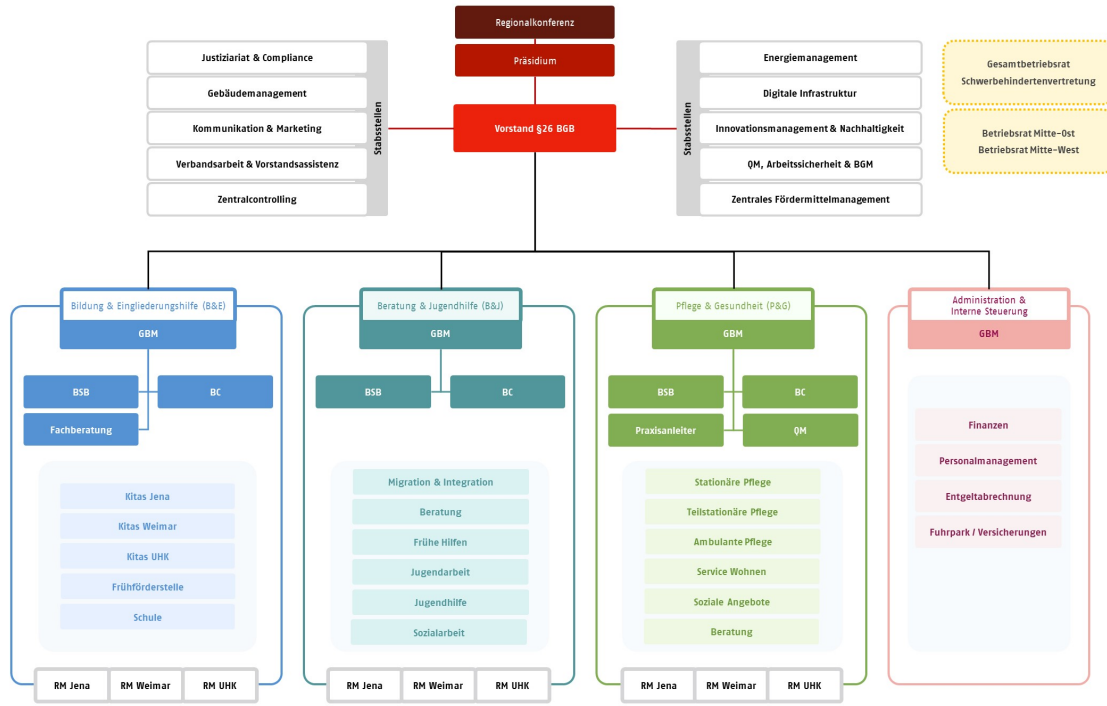 Regionalkonferenz
Präsidium
Vorstand §26 BGB
Stabsstellen
Justiziariat & Compliance
Gebäudemanagement
Kommunikation & Marketing
Verbandsarbeit & Vorstandsassistenz
Zentralcontrolling
Stabsstellen
Energiemanagement
Digitale Infrastruktur
Innovationsmanagement & Nachhaltigkeit
QM, Arbeitssicherheit & BGM
Zentrales Fördermittelmanagement
Gesamtbetriebsrat
Schwerbehindertenvertretung
Betriebsrat Mitte-Ost
Betriebsrat Mitte-West
Bildung & Eingliederungshilfe (B&E)
GBM
BSB
BC
Fachberatung
Kitas Jena
Kitas Weimar
Kitas UHK
Frühförderstelle
Schule
RM Jena
RM Weimar
RM UHK
Beratung & Jugendhilfe (B&J)
GBM
BSB
BC
Migration & Integration
Beratung
Frühe Hilfen
Jugendarbeit
Jugendhilfe
Sozialarbeit
RM Jena
RM Weimar
RM UHK
Pflege & Gesundheit (P&G)
GBM
BSB
BC
Praxisanleiter
QM
Stationäre Pflege
Teilstationäre Pflege
Ambulante Pflege
Service Wohnen
Soziale Angebote
Beratung
RM Jena
RM Weimar
RM UHK
Administration &
Interne Steuerung
GBM
Finanzen
Personalmanagement
Entgeltabrechnung
Fuhrpark / Versicherungen